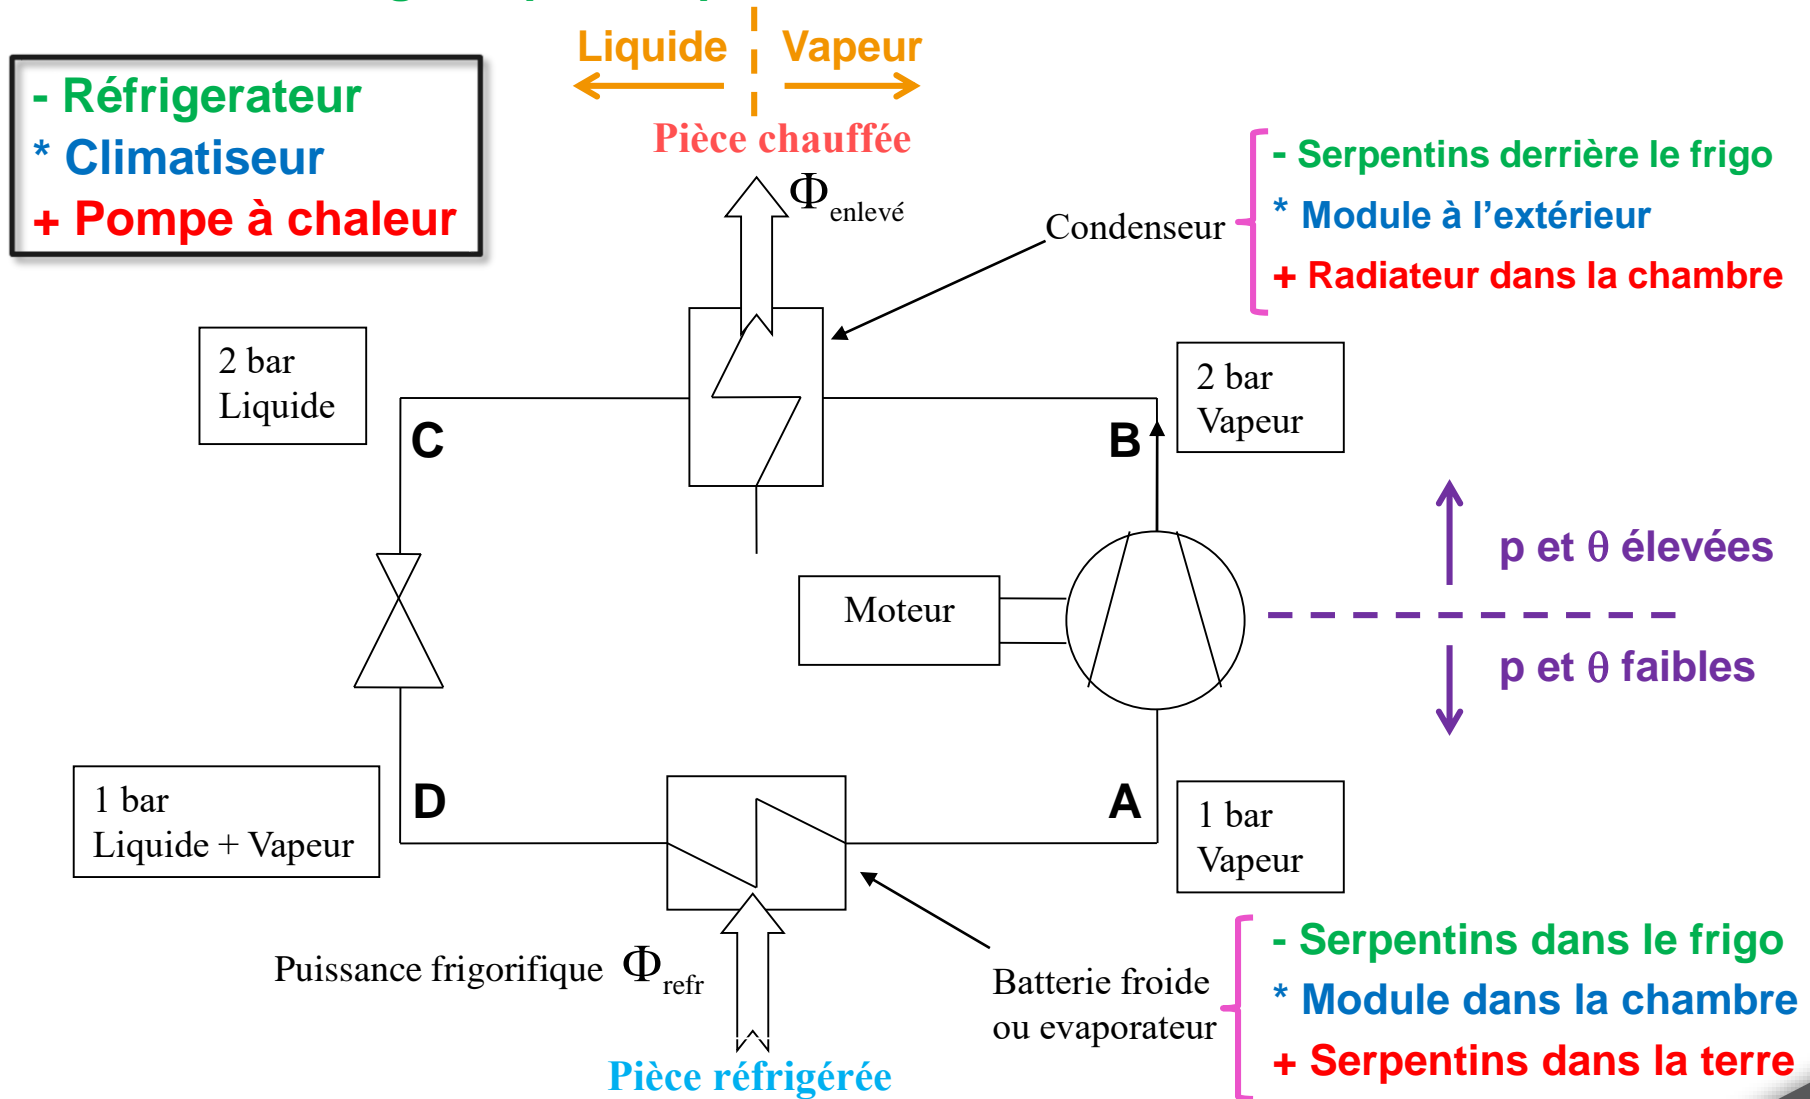 Liquide
Vapeur
- Réfrigerateur
* Climatiseur
+ Pompe à chaleur
Pièce chauffée
Φenlevé
Condenseur
- Serpentins derrière le frigo
* Module à l’extérieur
+ Radiateur dans la chambre
2 bar
Liquide
2 bar
Vapeur
C
B
p et θ élevées
Moteur
p et θ faibles
1 bar
Liquide + Vapeur
D
A
1 bar
Vapeur
Puissance frigorifique Φrefr
Batterie froide
ou evaporateur
- Serpentins dans le frigo
* Module dans la chambre
+ Serpentins dans la terre
Pièce réfrigérée